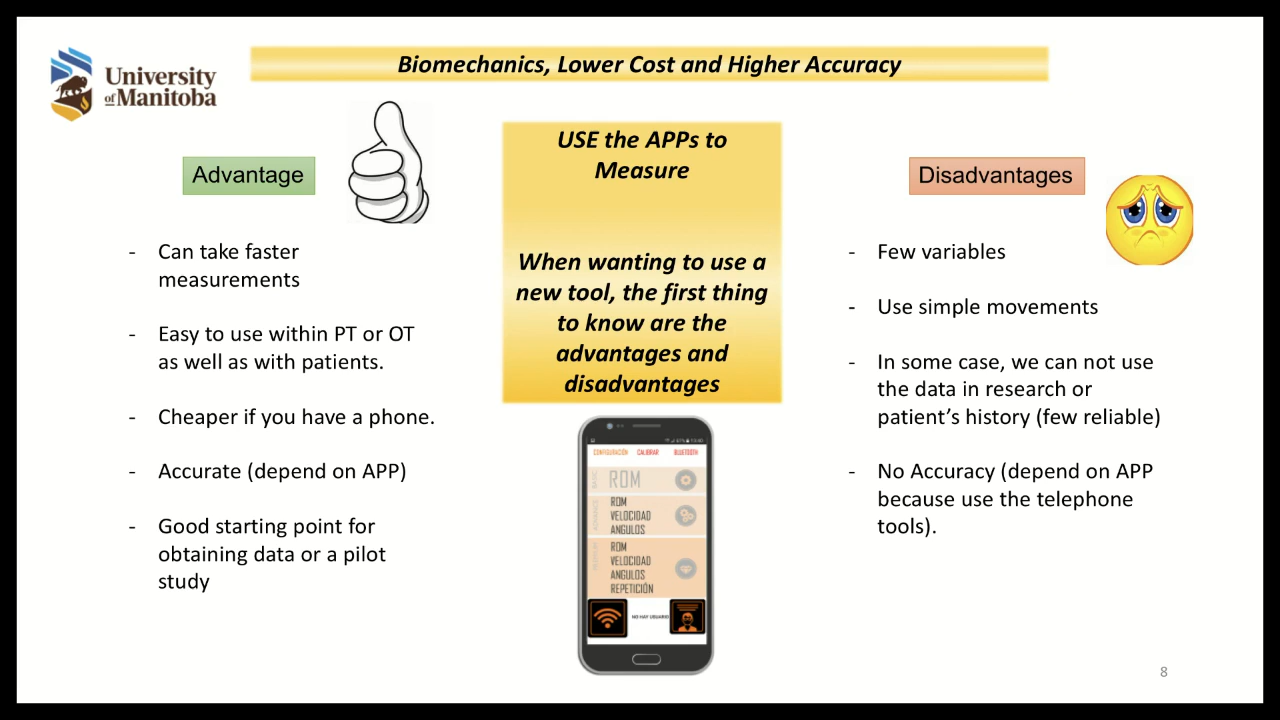 University
of Manitoba
Biomechanics, Lower Cost and Higher Accuracy
Advantage
- Can take faster
measurements
- Easy to use within PT or OT
as well as with patients.
- Cheaper if you have a phone.
- Accurate (depend on APP)
- Good starting point for
obtaining data or a pilot
study
USE the APPs to
Measure
When wanting to use a
new tool, the first thing
to know are the
advantages and
disadvantages
CONFIGURACIÓN CALIBRAR BLUETOOTH
ROM
ROM
VELOCIDAD
ANGULOS
ROM
VELOCIDAD
ANGULOS
REPETICIÓN
NO HAY USUARIO
Disadvantages
- Few variables
- Use simple movements
- In some case, we can not use
the data in research or
patient’s history (few reliable)
- No Accuracy (depend on APP
because use the telephone
tools).
8